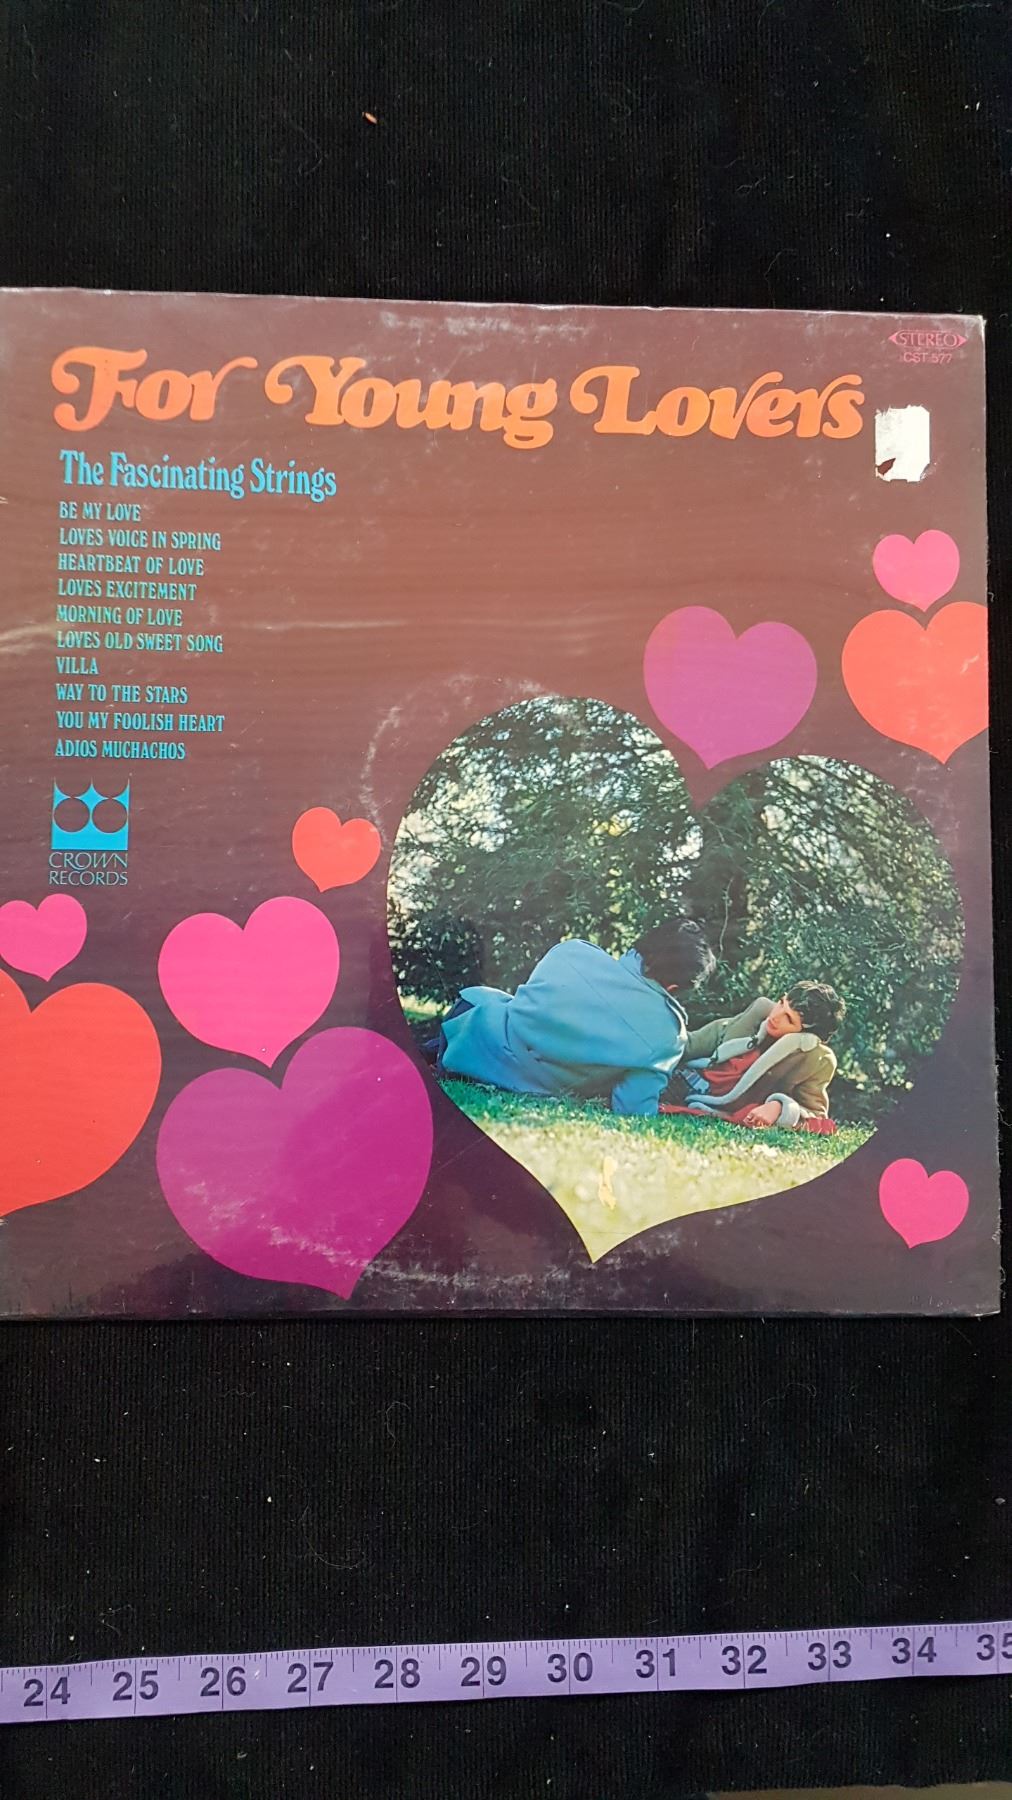 STEREO
CST 577
For Young Lovers
The Fascinating Strings
BE MY LOVE
LOVES VOICE IN SPRING
HEARTBEAT OF LOVE
LOVES EXCITEMENT
MORNING OF LOVE
LOVES OLD SWEET SONG
VILLA
WAY TO THE STARS
YOU MY FOOLISH HEART
ADIOS MUCHACHOS
CROWN
RECORDS
24 25 26 27 28 29 30 31 32 33 34 35